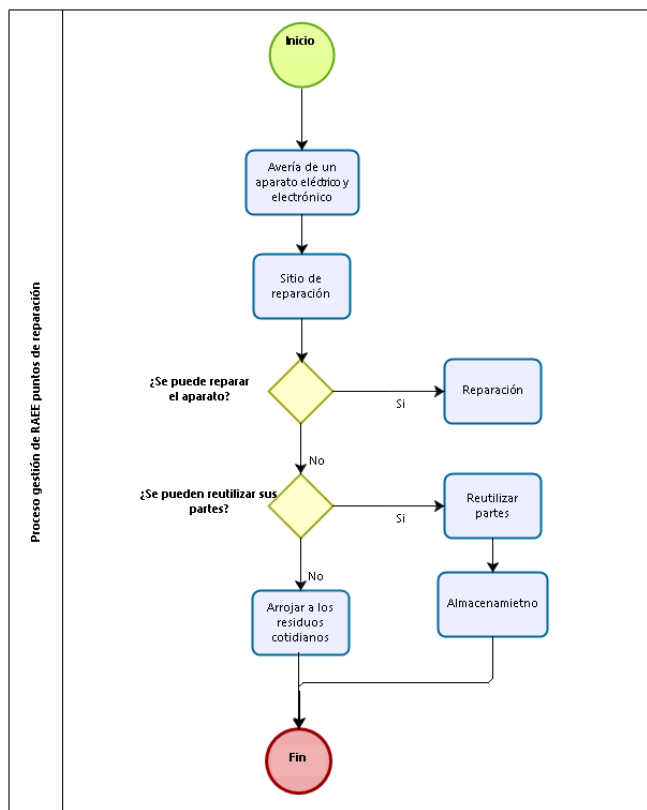 Proceso gestión de RAEE puntos de reparación
Inicio
Avería de un
aparato eléctrico y
electrónico
Sitio de
reparación
¿Se puede reparar
el aparato?
Si
Reparación
No
¿Se pueden reutilizar sus
partes?
Si
Reutilizar
partes
No
Arrojar a los
residuos
cotidianos
Almacenamietno
Fin